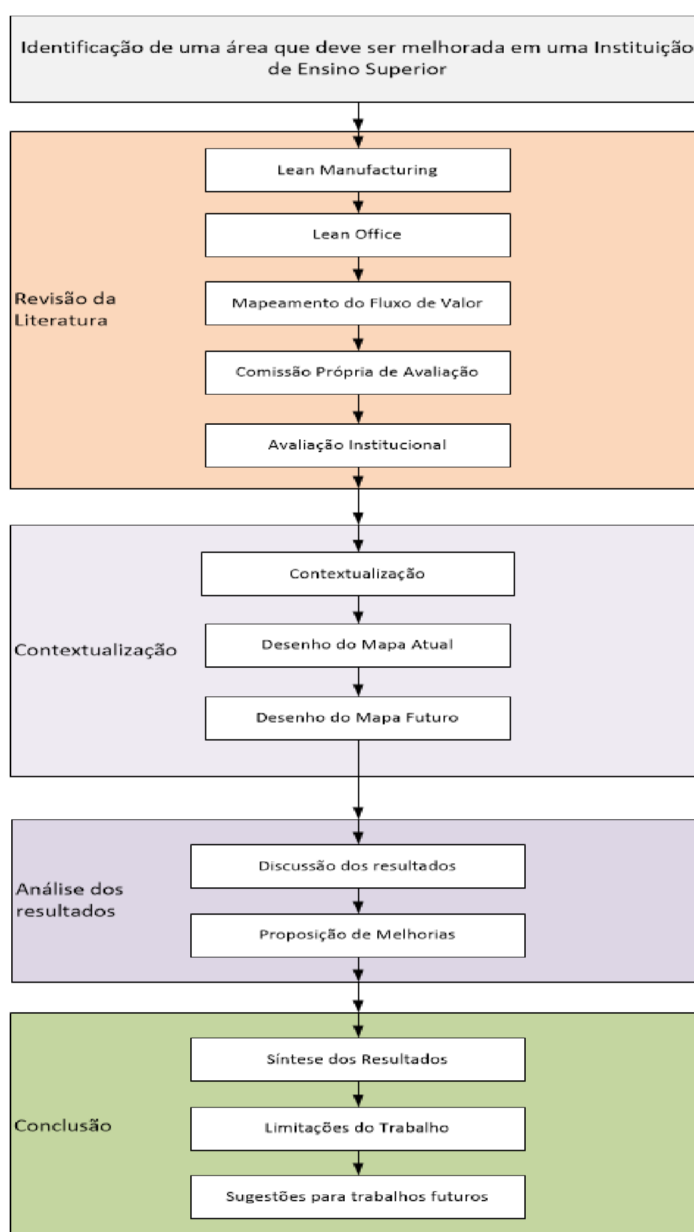 Identificação de uma área que deve ser melhorada em uma Instituição
de Ensino Superior
Revisão da
Literatura
Lean Manufacturing
Lean Office
Mapeamento do Fluxo de Valor
Comissão Própria de Avaliação
Avaliação Institucional
Contextualização
Contextualização
Desenho do Mapa Atual
Desenho do Mapa Futuro
Análise dos
resultados
Discussão dos resultados
Proposição de Melhorias
Conclusão
Síntese dos Resultados
Limitações do Trabalho
Sugestões para trabalhos futuros